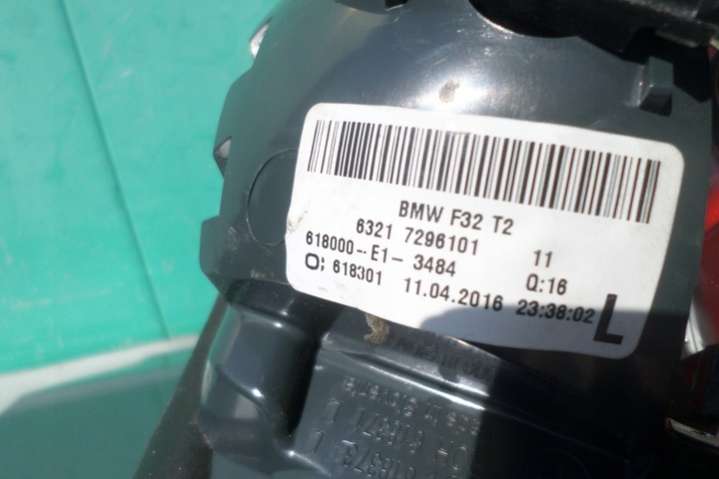 BMW F32 T2
6321 7296101 11
618000--E1- 3484 Q:16
O: 618301 11.04.2016 23:38:02 L